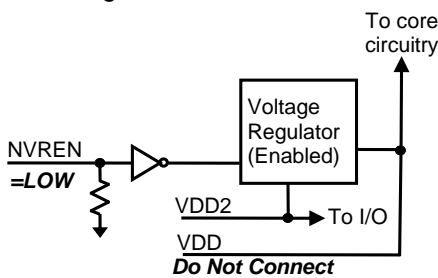 To core
circuitry
Voltage
Regulator
(Enabled)
NVREN
=LOW
VDD2
To I/O
VDD
Do Not Connect